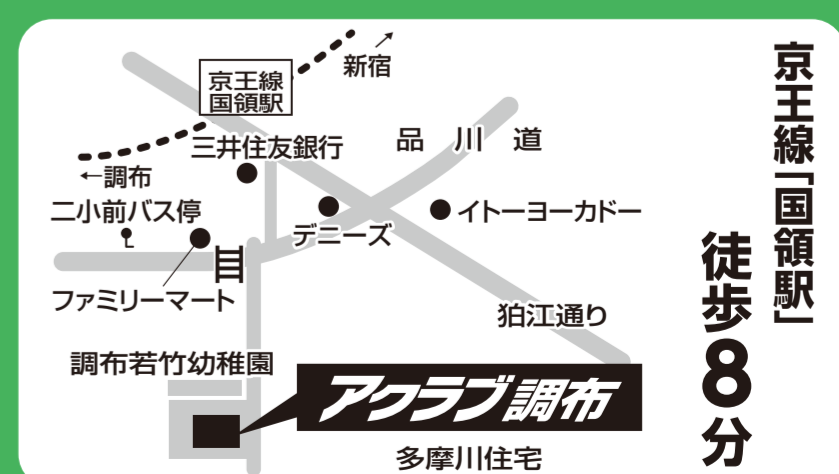 新宿
京王線
国領駅
三井住友銀行
品川道
←調布
二小前バス停
デニーズ
イトーヨーカドー
ファミリーマート
狛江通り
調布若竹幼稚園
アクラブ調布
多摩川住宅
京王線「国領駅」
徒歩8分